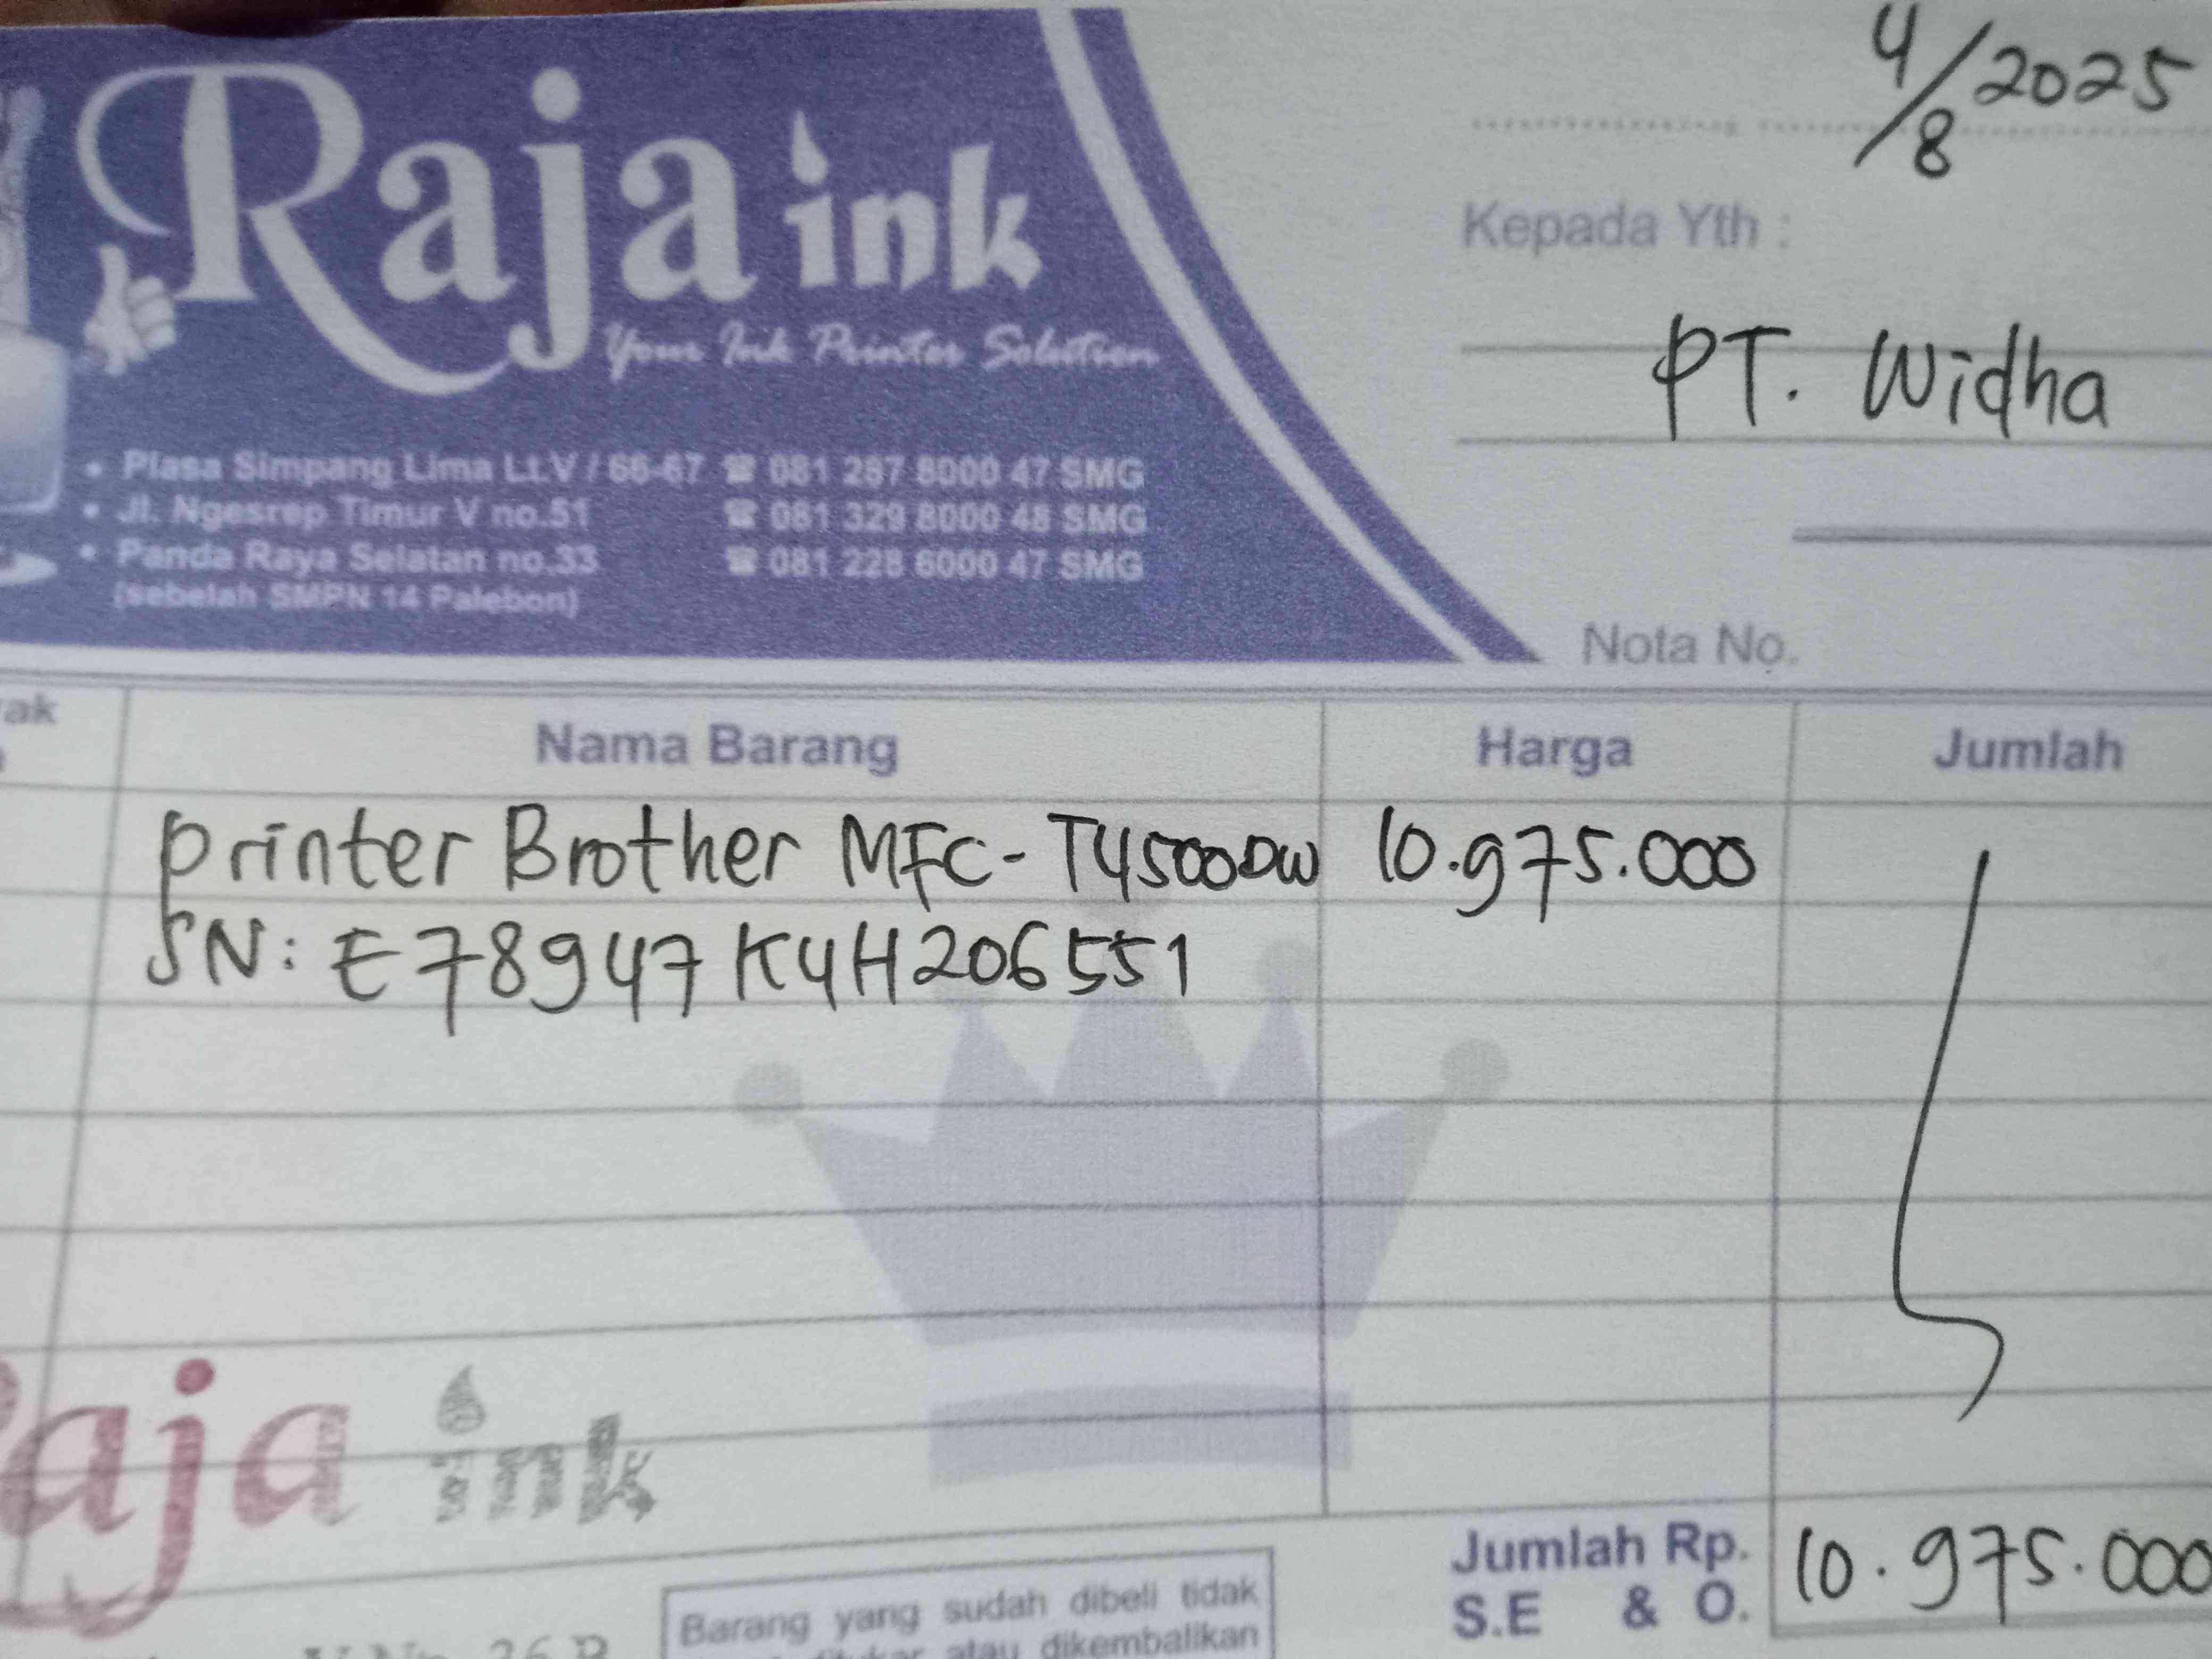 4/8 2025
Raja ink
Your Ink Printer Solution
Kepada Yth :
PT. Widha
• Plasa Simpang Lima Lt.V / 66-67 ☎ 081 287 8000 47 SMG
• Jl. Ngesrep Timur V no.51 ☎ 081 329 8000 48 SMG
• Panda Raya Selatan no.33 ☎ 081 228 6000 47 SMG
(sebelah SMPN 14 Palebon)
Nota No.
Nama Barang Harga Jumlah
Printer Brother MFC-T4500DW 10.975.000
SN: E78947K4H206551
Raja ink
Jumlah Rp. 10.975.000
S.E & O.
Barang yang sudah dibeli tidak
atau dikembalikan